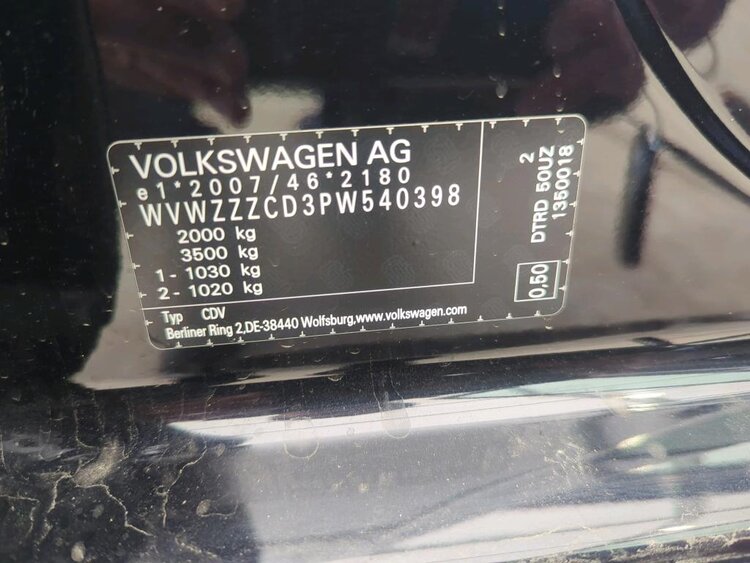 VOLKSWAGEN AG
e1*2007/46*2180
WVWZZZCD3PW540398
2000 kg
3500 kg
1- 1030 kg
2- 1020 kg
Typ CDV
Berliner Ring 2,DE-38440 Wolfsburg,www.volkswagen.com
2
DTRD 50UZ
1350018
0,50